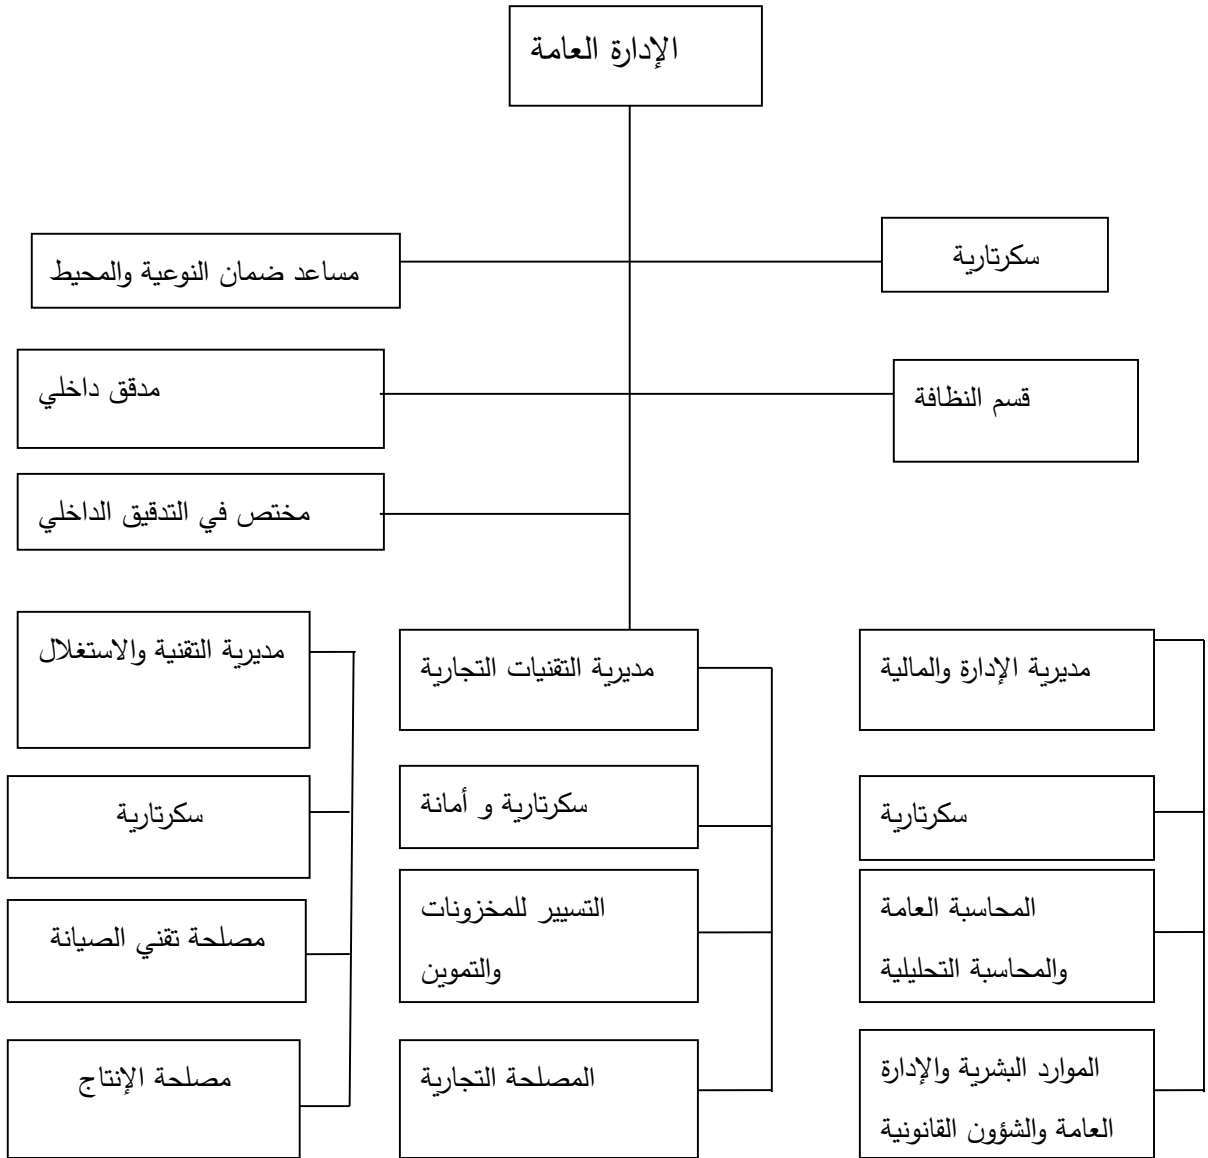 الإدارة العامة
سكرتارية
مساعد ضمان النوعية والمحيط
قسم النظافة
مدقق داخلي
مختص في التدقيق الداخلي
مديرية الإدارة والمالية
سكرتارية
المحاسبة العامة
والمحاسبة التحليلية
الموارد البشرية والإدارة
العامة والشؤون القانونية
مديرية التقنيات التجارية
سكرتارية و أمانة
التسيير للمخزونات
والتموين
المصلحة التجارية
مديرية التقنية والاستغلال
سكرتارية
مصلحة تقني الصيانة
مصلحة الإنتاج